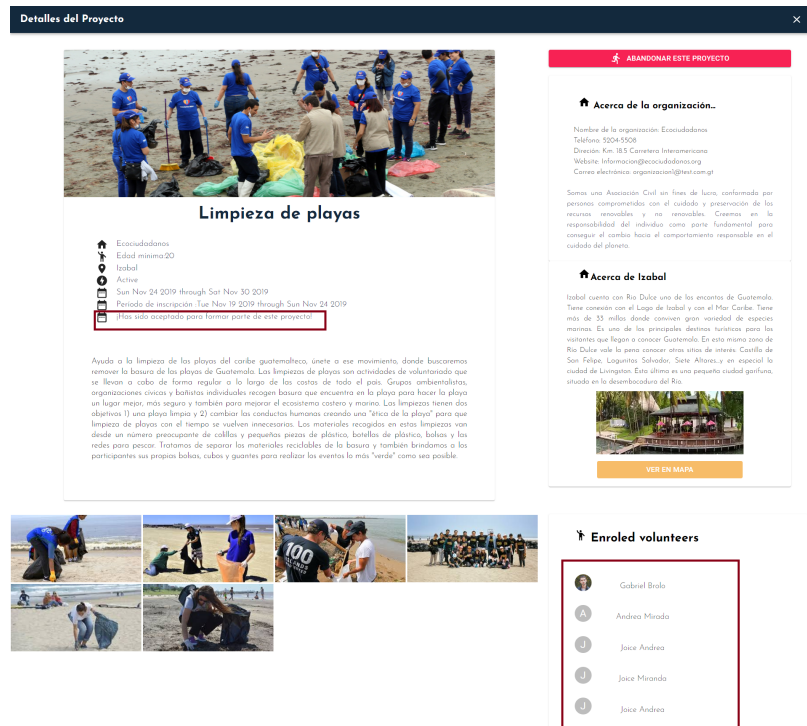 Detalles del Proyecto
Limpieza de playas
Ecociudadanos
Edad minima:20
Izabal
Active
Sun Nov 24 2019 through Sat Nov 30 2019
Periodo de inscripción :Tue Nov 19 2019 through Sun Nov 24 2019
¡Has sido aceptado para formar parte de este proyecto!
Ayuda a la limpieza de las playas del caribe guatemalteco, únete a ese movimiento, donde buscaremos
remover la basura de las playas de Guatemala. Las limpiezas de playas son actividades de voluntariado que
se llevan a cabo de forma regular a lo largo de las costas de todo el país. Grupos ambientalistas,
organizaciones cívicas y bañistas individuales recogen basura que encuentra en la playa para hacer la playa
un lugar mejor, más seguro y también para mejorar el ecosistema costero y marino. Las limpiezas tienen dos
objetivos 1) una playa limpia y 2) cambiar las conductas humanas creando una "ética de la playa" para que
limpieza de playas con el tiempo se vuelven innecesarias. Los materiales recogidos en estas limpiezas van
desde un número preocupante de colillas y pequeñas piezas de plástico, botellas de plástico, bolsas y las
redes para pescar. Tratamos de separar los materiales reciclables de la basura y también brindamos a los
participantes sus propias bolsas, cubos y guantes para realizar los eventos lo más "verde" como sea posible.
ABANDONAR ESTE PROYECTO
Acerca de la organización...
Nombre de la organización: Ecociudadanos
Teléfono: 5204-5508
Direción: Km. 18.5 Carretera Interamericana
Website: Informacion@ecociudadanos.org
Correo electrónico: organizacion1@test.com.gt
Somos una Asociación Civil sin fines de lucro, conformada por
personas comprometidas con el cuidado y preservación de los
recursos renovables y no renovables. Creemos en la
responsabilidad del individuo como parte fundamental para
conseguir el cambio hacia el comportamiento responsable en el
cuidado del planeta.
Acerca de Izabal
Izabal cuenta con Río Dulce uno de los encantos de Guatemala.
Tiene conexión con el Lago de Izabal y con el Mar Caribe. Tiene
más de 33 millas donde conviven gran variedad de especies
marinas. Es uno de los principales destinos turísticos para los
visitantes que llegan a conocer Guatemala. En esta misma zona de
Río Dulce vale la pena conocer otros sitios de interés: Castillo de
San Felipe, Lagunitas Salvador, Siete Altares...y en especial la
ciudad de Livingston. Esta última es una pequeña ciudad garífuna,
situada en la desembocadura del Río.
VER EN MAPA
100
Enroled volunteers
Gabriel Brolo
A Andrea Mirada
J Joice Andrea
J Joice Miranda
J Joice Andrea